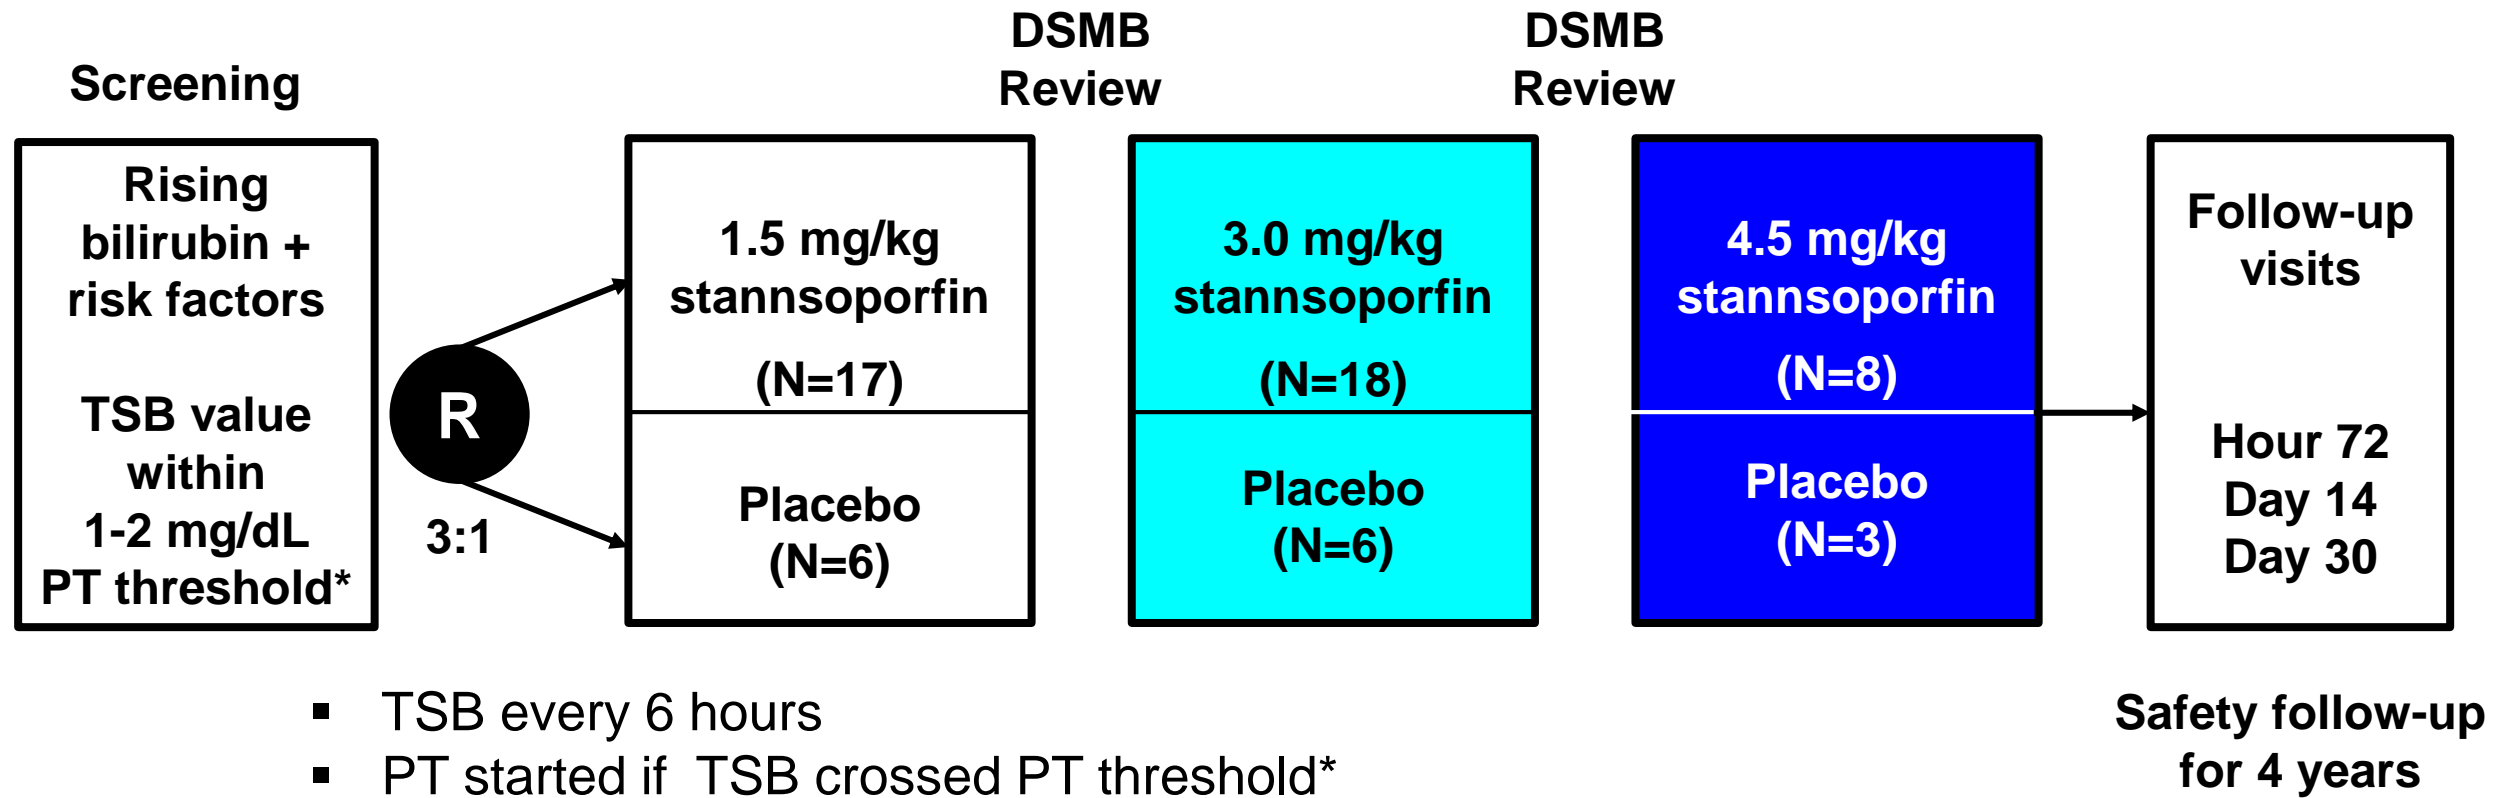 Screening
Rising
bilirubin +
risk factors
TSB value
within
1-2 mg/dL
PT threshold*
R
3:1
1.5 mg/kg
stannsoporfin
(N=17)
Placebo
(N=6)
DSMB
Review
3.0 mg/kg
stannsoporfin
(N=18)
Placebo
(N=6)
DSMB
Review
4.5 mg/kg
stannsoporfin
(N=8)
Placebo
(N=3)
Follow-up
visits
Hour 72
Day 14
Day 30
▪ TSB every 6 hours
▪ PT started if TSB crossed PT threshold*
Safety follow-up
for 4 years